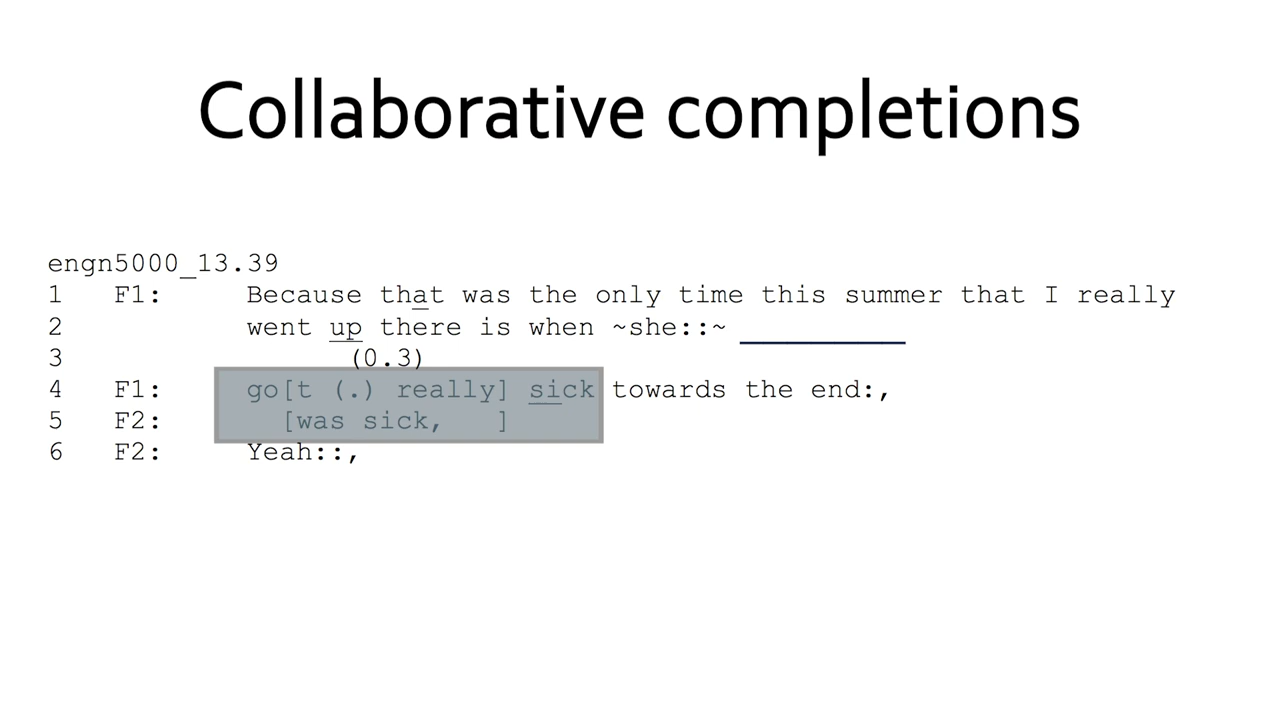 Collaborative completions
engn5000_13.39
1 F1: Because that was the only time this summer that I really
2 went up there is when ~she::~ __________
3 (0.3)
4 F1: go[t (.) really] sick towards the end:,
5 F2: [was sick, ]
6 F2: Yeah::,